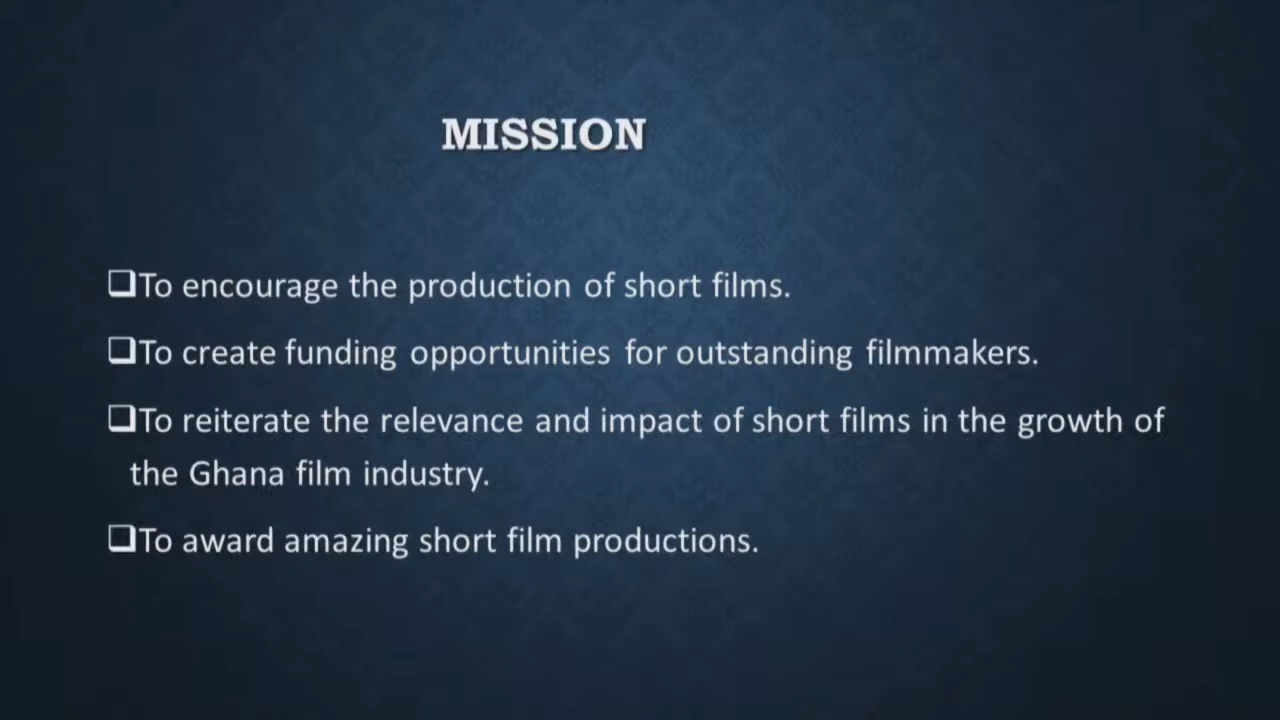 MISSION
❑To encourage the production of short films.
❑To create funding opportunities for outstanding filmmakers.
❑To reiterate the relevance and impact of short films in the growth of
the Ghana film industry.
❑To award amazing short film productions.